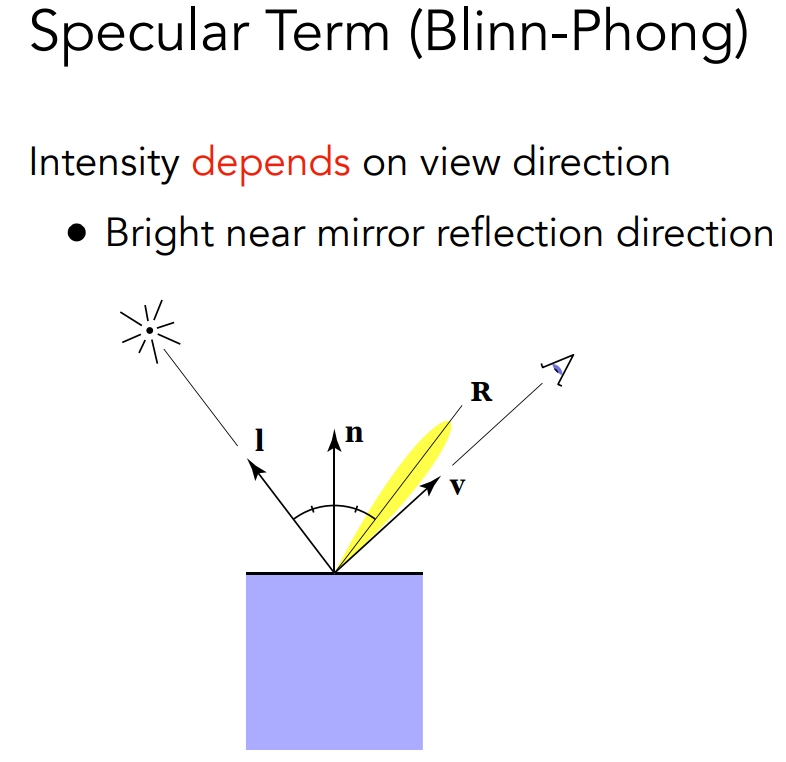 Specular Term (Blinn-Phong)
Intensity depends on view direction
● Bright near mirror reflection direction
R
l
n
v